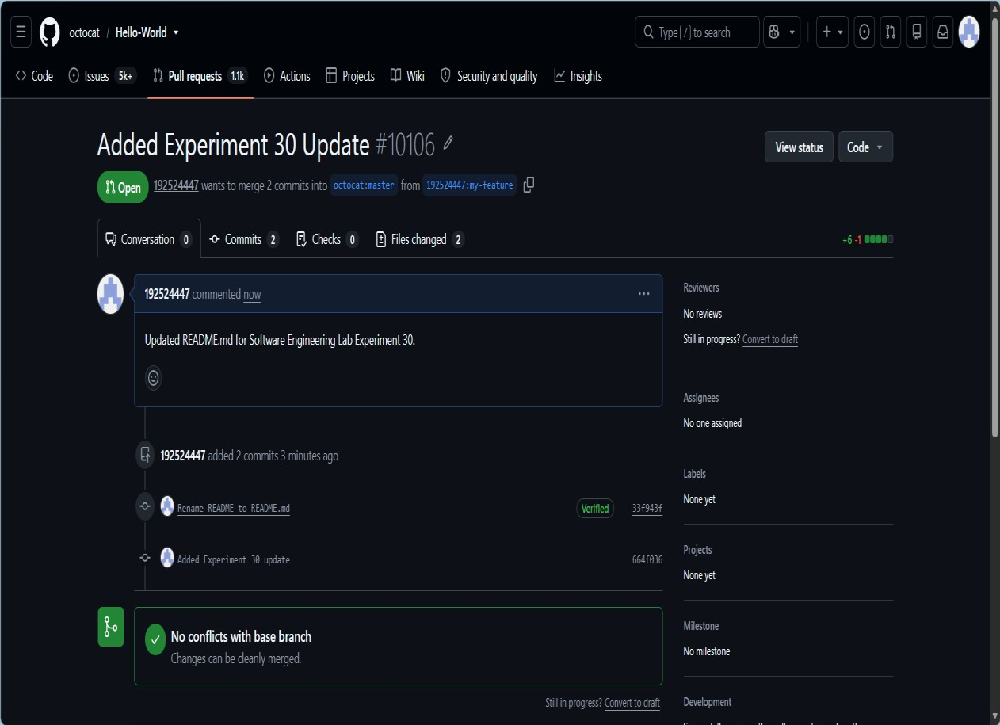 octocat / Hello-World
Type / to search
Code
Issues 5k+
Pull requests 1.1k
Actions
Projects
Wiki
Security and quality
Insights
Added Experiment 30 Update #10106
View status
Code
Open
192524447 wants to merge 2 commits into octocat:master from 192524447:my-feature
Conversation 0
Commits 2
Checks 0
Files changed 2
+6 -1
192524447 commented now
Updated README.md for Software Engineering Lab Experiment 30.
192524447 added 2 commits 3 minutes ago
Rename README to README.md
Verified
33f943f
Added Experiment 30 update
664f036
No conflicts with base branch
Changes can be cleanly merged.
Still in progress? Convert to draft
Reviewers
No reviews
Still in progress? Convert to draft
Assignees
No one assigned
Labels
None yet
Projects
None yet
Milestone
No milestone
Development